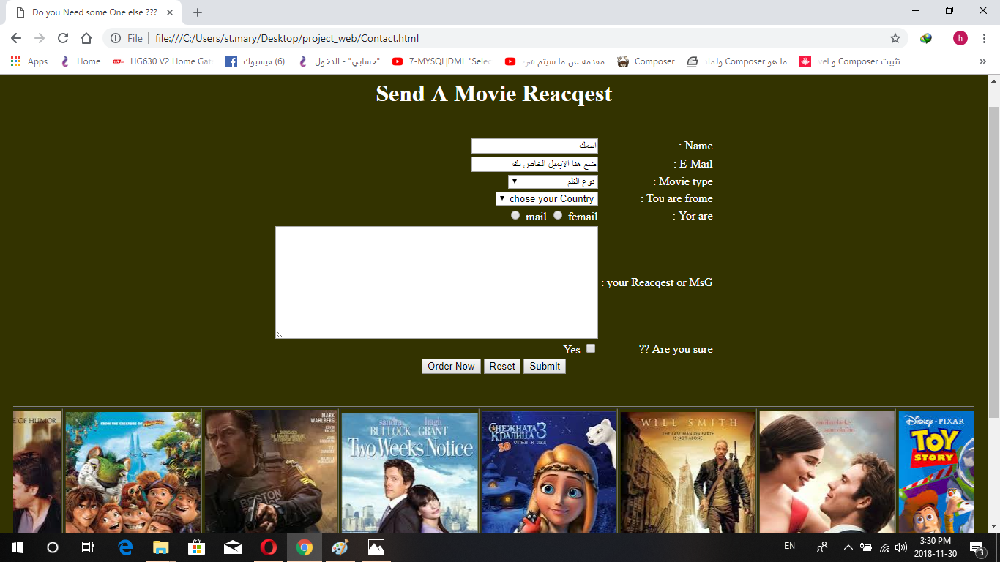 Do you Need some One else ???
File
file:///C:/Users/st.mary/Desktop/project_web/Contact.html
h
Apps
Home
HG630 V2 Home Gat
(6) فيسبوك
"حسابي" - الدخول
7-MYSQL|DML "Selec
مقدمة عن ما سيتم شر
Composer
ما هو Composer ولماذ
تثبيت Composer و vel
Send A Movie Reacqest
: Name
اسمك
: E-Mail
ضع هنا الايميل الخاص بك
: Movie type
نوع الفلم
: Tou are frome
chose your Country
: Yor are
mail femail
: your Reacqest or MsG
?? Are you sure
Yes
Order Now Reset Submit
E OF HUMOR
FROM THE CREATORS OF
MARK WAHLBERG
BOSTON
sandra BULLOCK
hugh GRANT
Two Weeks Notice
СНЕЖНАТА КРАЛИЦА 3
ОГЪН И ЛЕД
3D
WILL SMITH
THE LAST MAN ON EARTH IS NOT ALONE.
emilia clarke
sam claflin
DISNEY · PIXAR
TOY STORY
EN
3:30 PM
2018-11-30
3